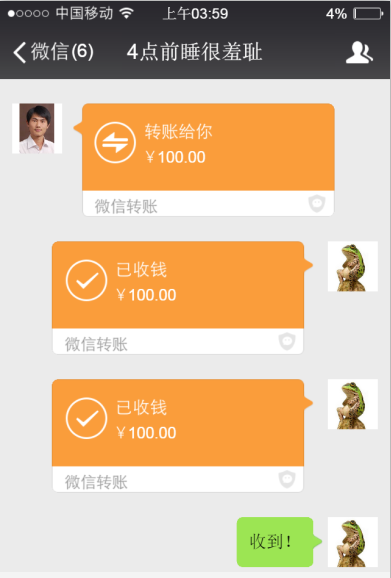 中国移动 上午03:59 4%
微信(6) 4点前睡很羞耻
转账给你
￥100.00
微信转账
已收钱
￥100.00
微信转账
已收钱
￥100.00
微信转账
收到！